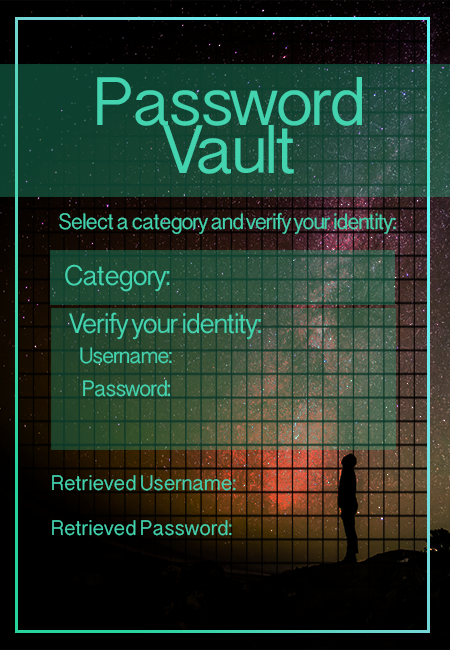 Password
Vault
Select a category and verify your identity:
Category:
Verify your identity:
Username:
Password:
Retrieved Username:
Retrieved Password: